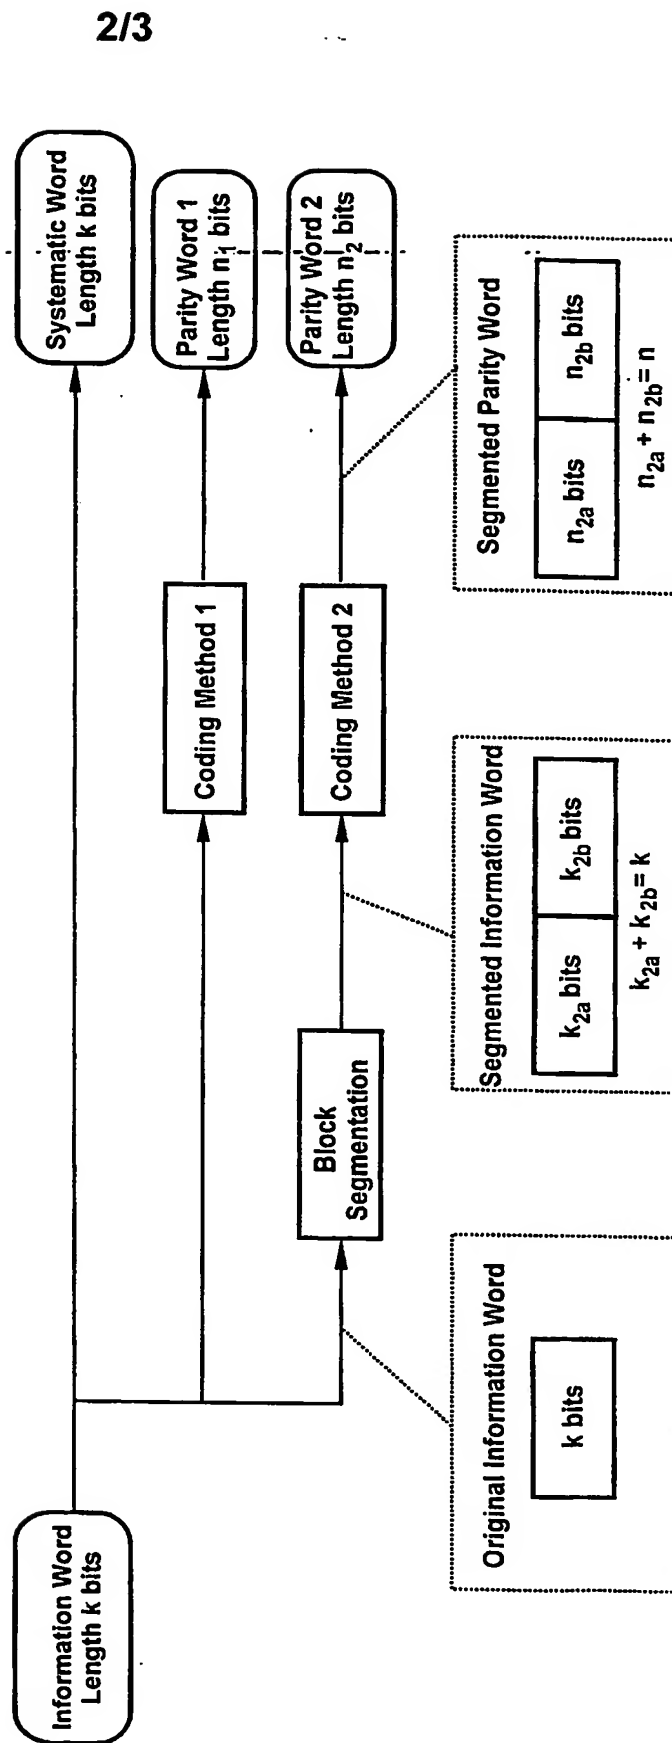 2/3
Information Word
Length k bits
Systematic Word
Length k bits
Coding Method 1
Parity Word 1
Length n1 bits
Block
Segmentation
Coding Method 2
Parity Word 2
Length n2 bits
Original Information Word
k bits
Segmented Information Word
k2a bits
k2b bits
k2a + k2b = k
Segmented Parity Word
n2a bits
n2b bits
n2a + n2b = n